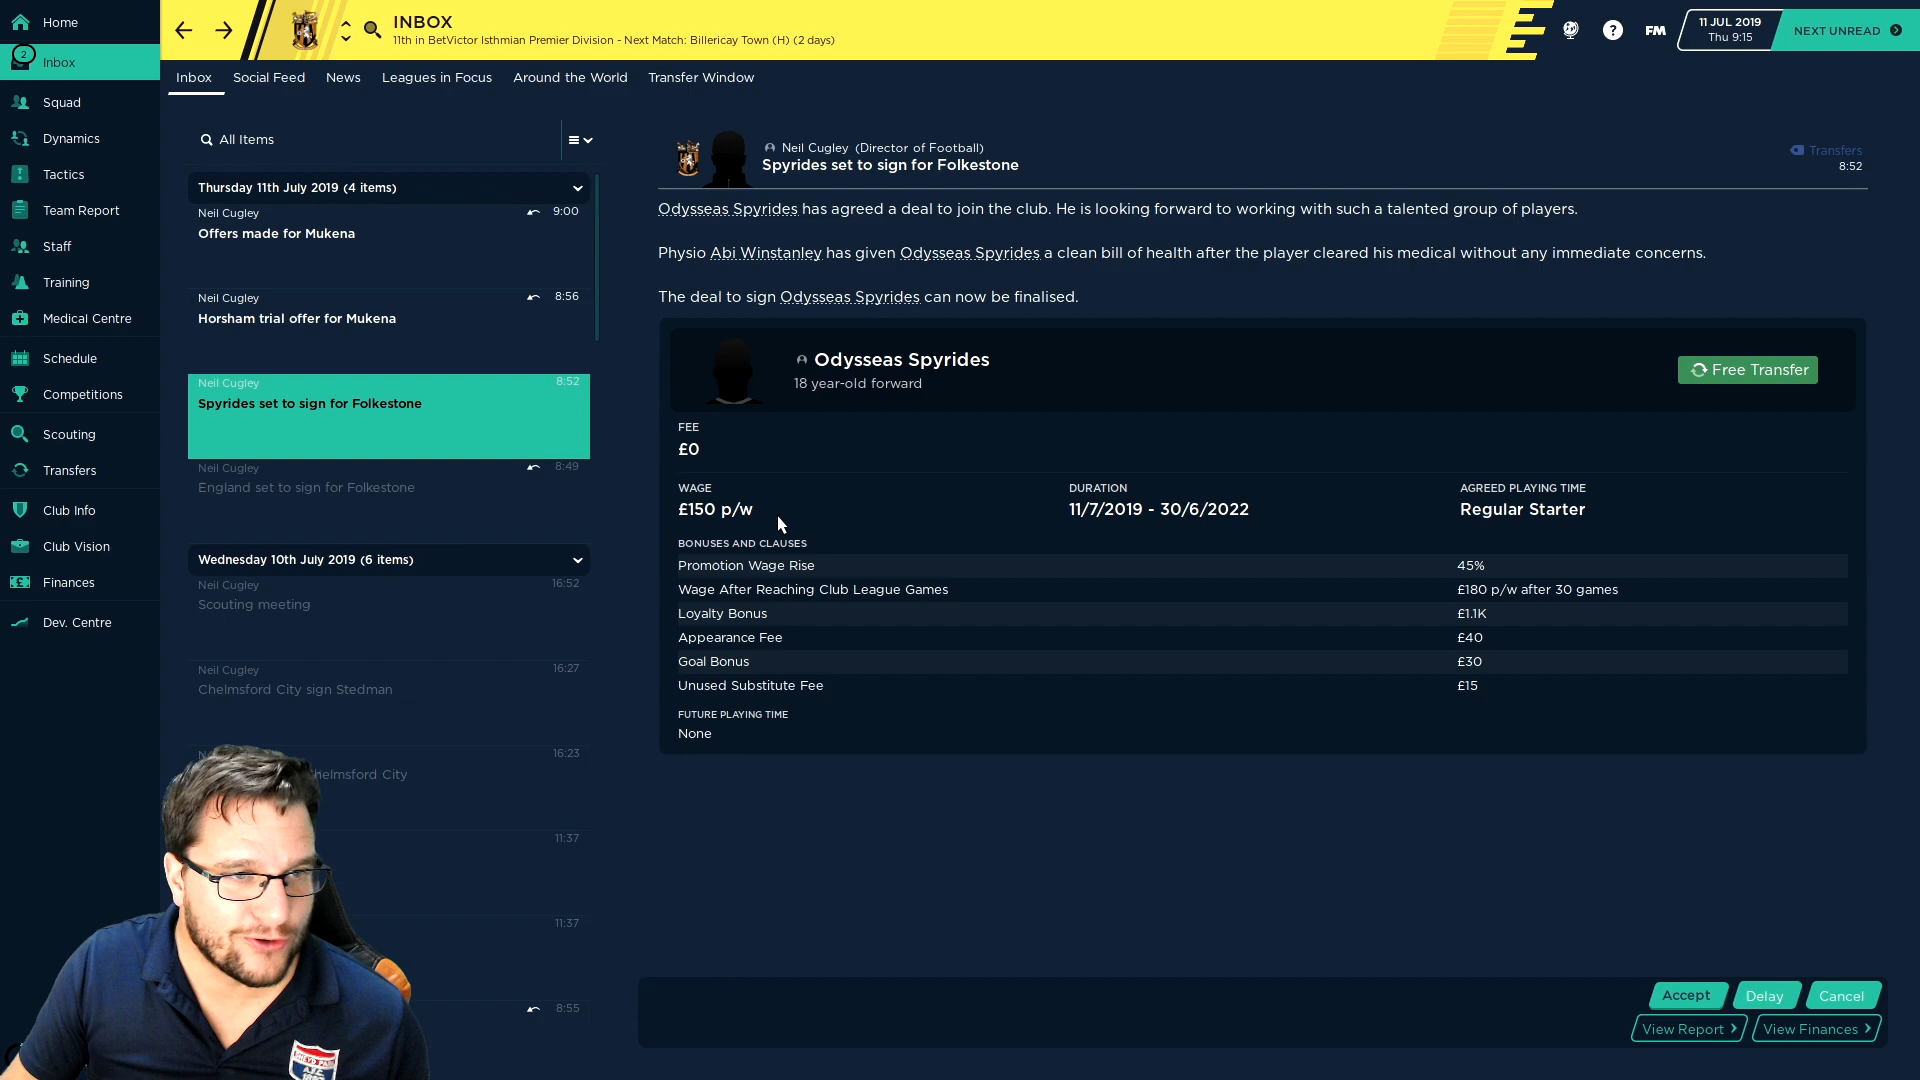 Home
2
Inbox
Squad
Dynamics
Tactics
Team Report
Staff
Training
Medical Centre
Schedule
Competitions
Scouting
Transfers
Club Info
Club Vision
Finances
Dev. Centre
INBOX
11th in BetVictor Isthmian Premier Division - Next Match: Billericay Town (H) (2 days)
FM
11 JUL 2019
Thu 9:15
NEXT UNREAD
Inbox
Social Feed
News
Leagues in Focus
Around the World
Transfer Window
All Items
Thursday 11th July 2019 (4 items)
Neil Cugley 9:00
Offers made for Mukena
Neil Cugley 8:56
Horsham trial offer for Mukena
Neil Cugley 8:52
Spyrides set to sign for Folkestone
Neil Cugley 8:49
England set to sign for Folkestone
Wednesday 10th July 2019 (6 items)
Neil Cugley 16:52
Scouting meeting
Neil Cugley 16:27
Chelmsford City sign Stedman
16:23
helmsford City
11:37
11:37
8:55
Neil Cugley (Director of Football)
Spyrides set to sign for Folkestone
Transfers
8:52
Odysseas Spyrides has agreed a deal to join the club. He is looking forward to working with such a talented group of players.
Physio Abi Winstanley has given Odysseas Spyrides a clean bill of health after the player cleared his medical without any immediate concerns.
The deal to sign Odysseas Spyrides can now be finalised.
Odysseas Spyrides
18 year-old forward
Free Transfer
FEE
£0
WAGE
£150 p/w
DURATION
11/7/2019 - 30/6/2022
AGREED PLAYING TIME
Regular Starter
BONUSES AND CLAUSES
Promotion Wage Rise 45%
Wage After Reaching Club League Games £180 p/w after 30 games
Loyalty Bonus £1.1K
Appearance Fee £40
Goal Bonus £30
Unused Substitute Fee £15
FUTURE PLAYING TIME
None
Accept
Delay
Cancel
View Report
View Finances